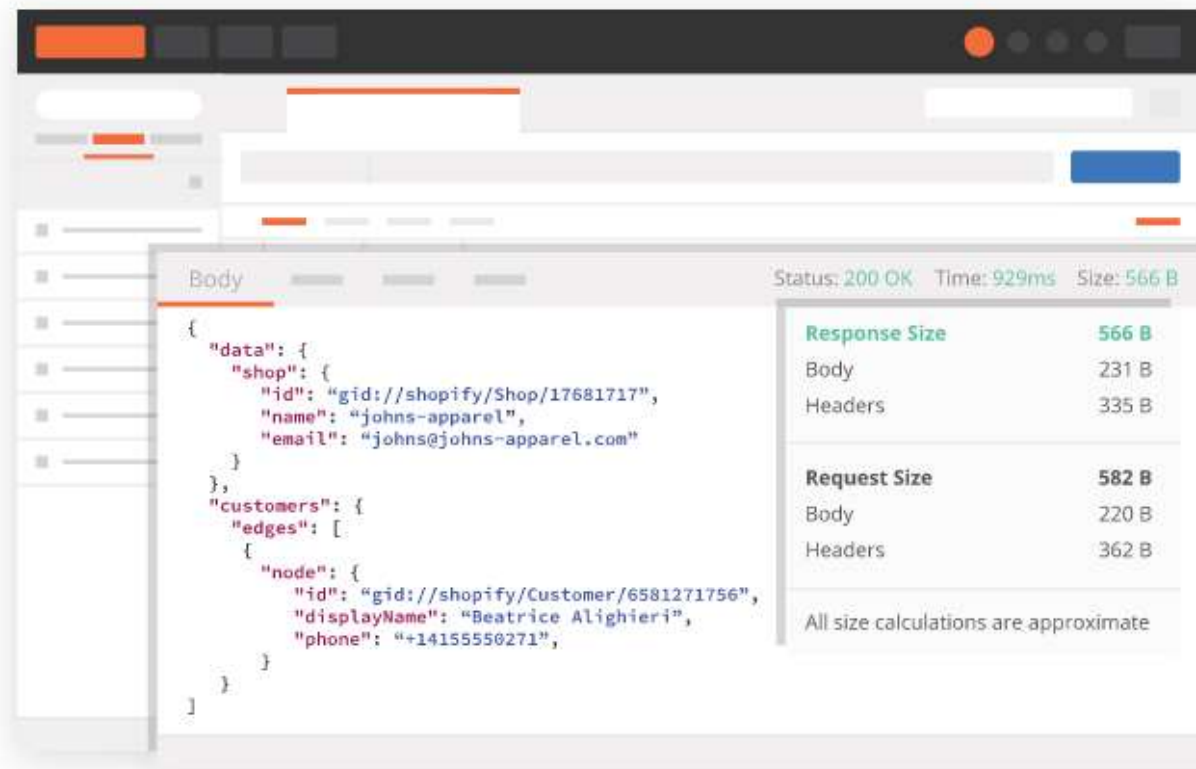 Body
Status: 200 OK Time: 929ms Size: 566 B
{
"data": {
"shop": {
"id": “gid://shopify/Shop/17681717”,
"name": “johns-apparel”,
"email": “johns@johns-apparel.com”
}
},
"customers": {
"edges": [
{
"node": {
"id": “gid://shopify/Customer/6581271756”,
"displayName": “Beatrice Alighieri”,
"phone": “+14155550271”,
}
}
]
Response Size 566 B
Body 231 B
Headers 335 B
Request Size 582 B
Body 220 B
Headers 362 B
All size calculations are approximate